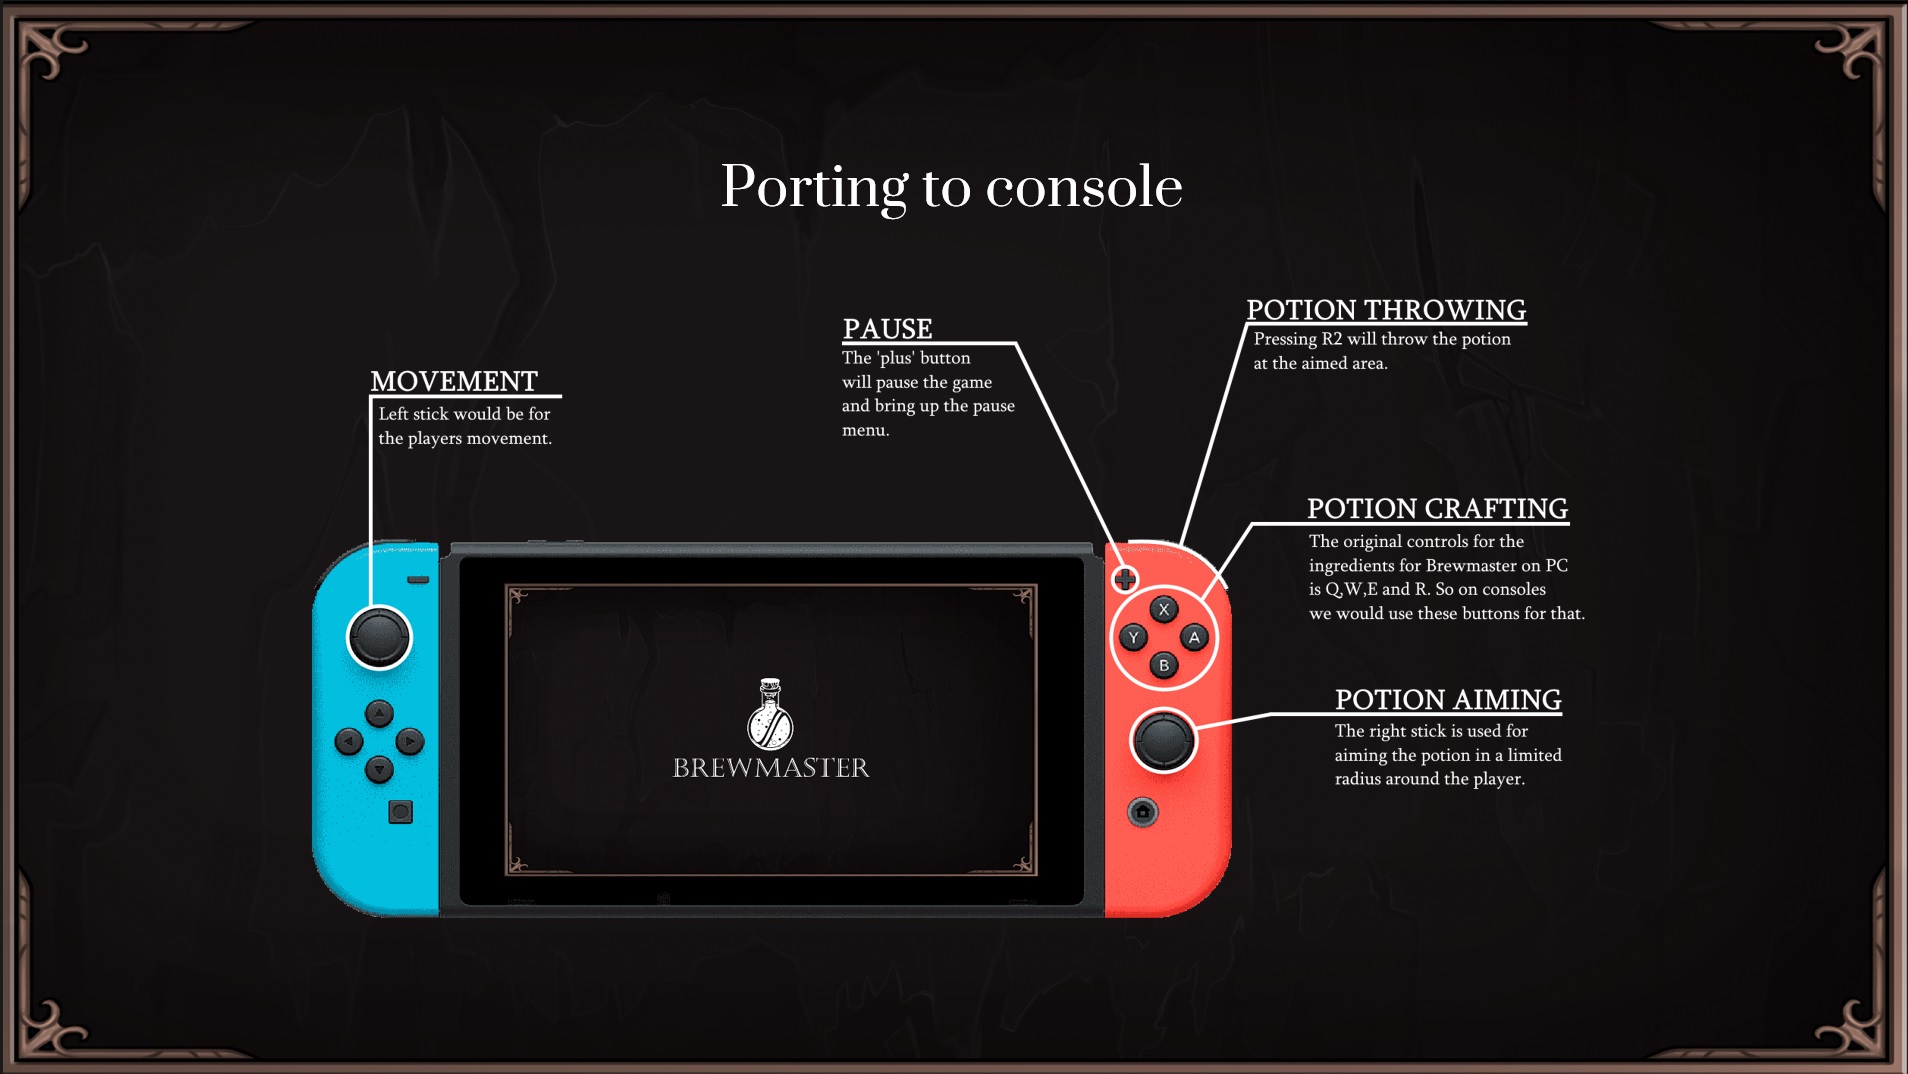 Porting to console
MOVEMENT
Left stick would be for
the players movement.
PAUSE
The 'plus' button
will pause the game
and bring up the pause
menu.
POTION THROWING
Pressing R2 will throw the potion
at the aimed area.
POTION CRAFTING
The original controls for the
ingredients for Brewmaster on PC
is Q,W,E and R. So on consoles
we would use these buttons for that.
POTION AIMING
The right stick is used for
aiming the potion in a limited
radius around the player.
X
Y
A
B
BREWMASTER